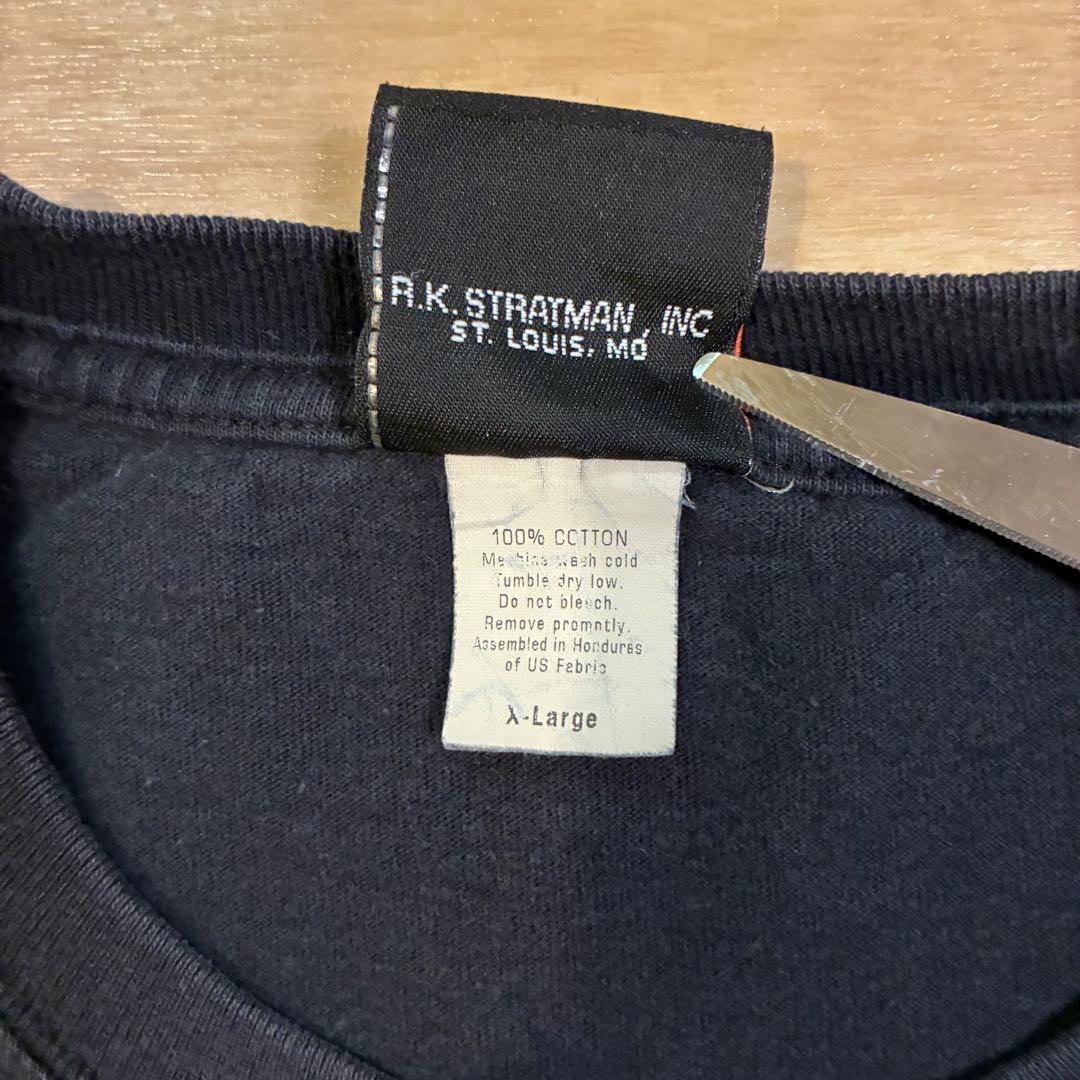 R.K. STRATMAN, INC
ST. LOUIS, MO
100% COTTON
Machine wash cold
Tumble dry low.
Do not bleach.
Remove promptly.
Assembled in Honduras
of US Fabric
X-Large